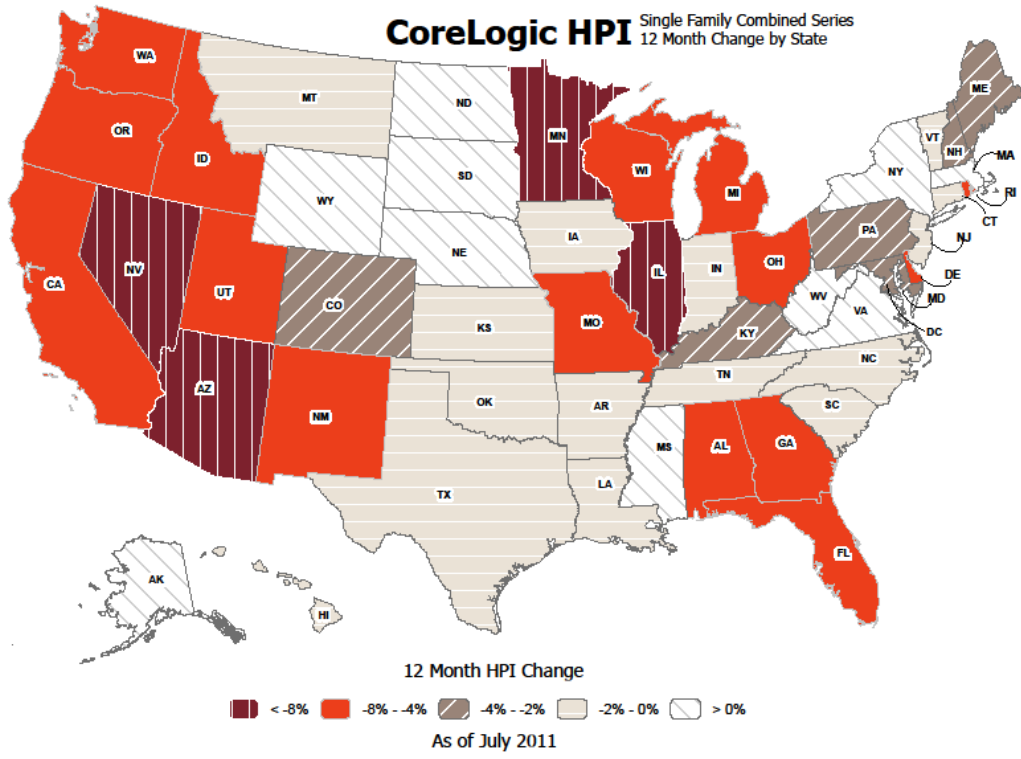 CoreLogic HPI
Single Family Combined Series
12 Month Change by State
WA
MT
ND
MN
ME
OR
ID
WI
MI
VT
NH
MA
NY
RI
SD
WY
CT
IA
PA
NJ
NE
NV
IL
IN
OH
DE
CA
UT
CO
WV
MD
VA
DC
KS
MO
KY
NC
TN
AZ
NM
OK
AR
SC
MS
AL
GA
TX
LA
FL
AK
HI
12 Month HPI Change
< -8% -8% - -4% -4% - -2% -2% - 0% > 0%
As of July 2011